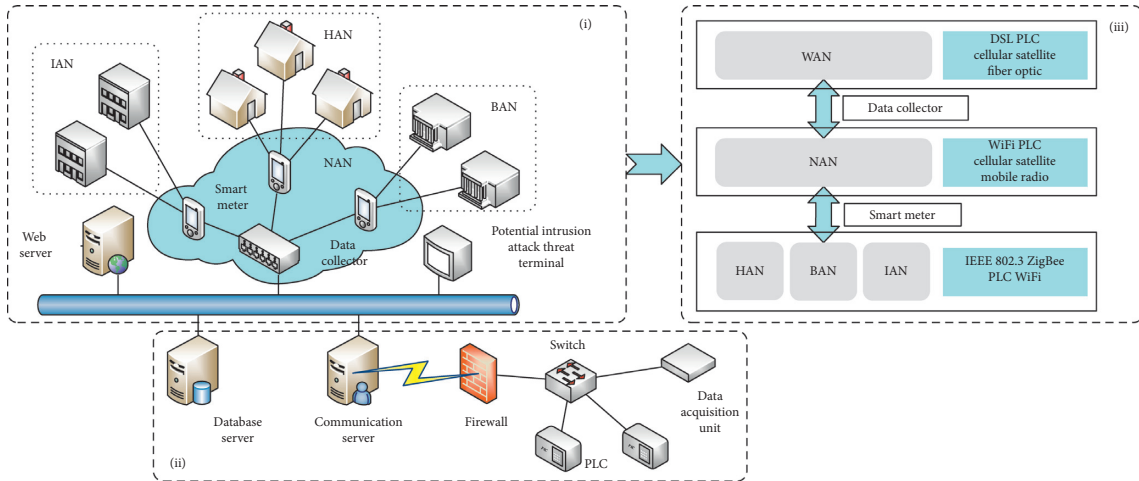 (i)
HAN
IAN
BAN
NAN
Smart
meter
Data
collector
Web
server
Potential intrusion
attack threat
terminal
Database
server
Communication
server
Firewall
Switch
Data
acquisition
unit
PLC
(ii)
(iii)
WAN
DSL PLC
cellular satellite
fiber optic
Data collector
NAN
WiFi PLC
cellular satellite
mobile radio
Smart meter
HAN
BAN
IAN
IEEE 802.3 ZigBee
PLC WiFi